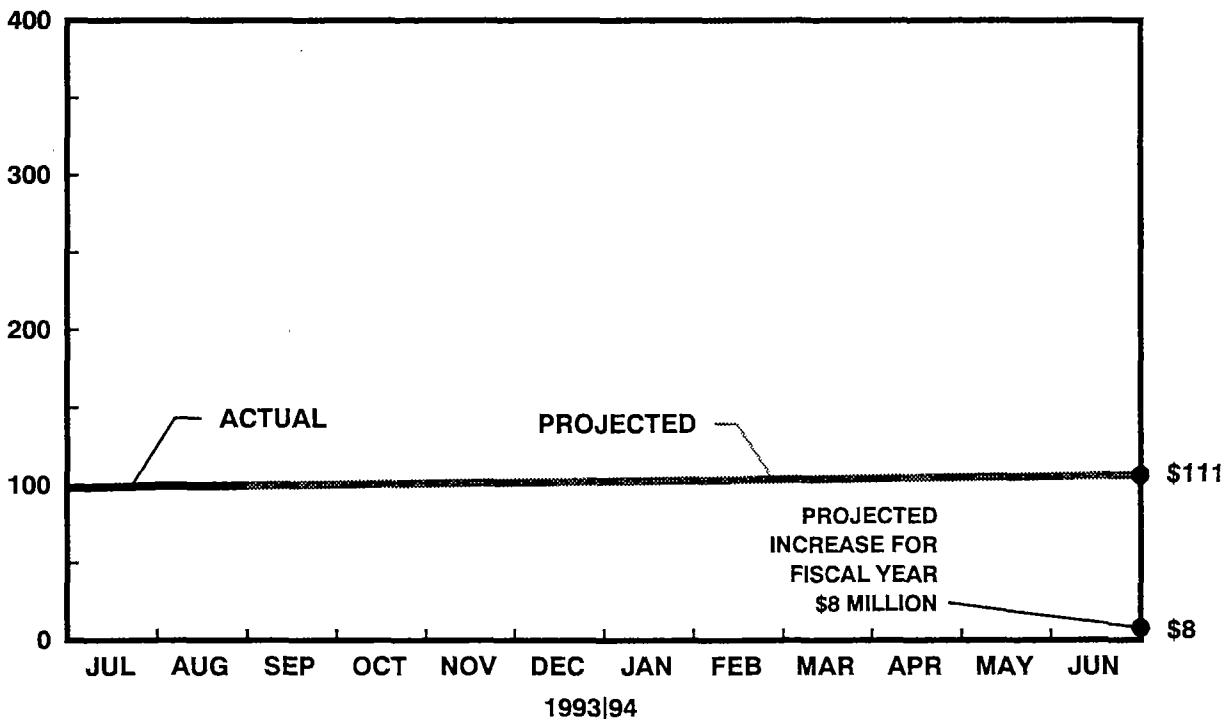 400
300
200
ACTUAL
PROJECTED
100
$111
PROJECTED
INCREASE FOR
FISCAL YEAR
$8 MILLION
0
$8
JUL AUG SEP OCT NOV DEC JAN FEB MAR APR MAY JUN
1993|94